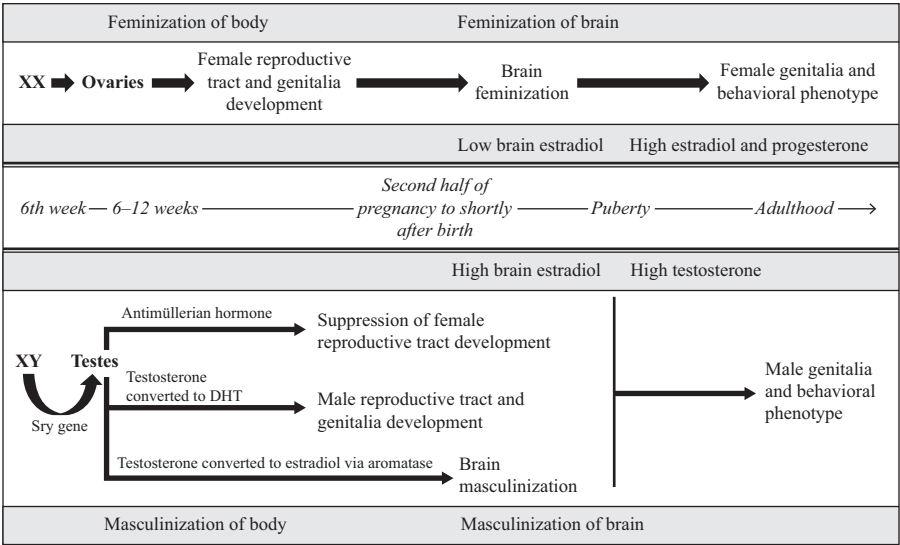 Feminization of body
Feminization of brain
XX
Ovaries
Female reproductive
tract and genitalia
development
Brain
feminization
Female genitalia and
behavioral phenotype
Low brain estradiol
High estradiol and progesterone
6th week
6–12 weeks
Second half of
pregnancy to shortly
after birth
Puberty
Adulthood
High brain estradiol
High testosterone
XY
Sry gene
Testes
Antimüllerian hormone
Suppression of female
reproductive tract development
Testosterone
converted to DHT
Male reproductive tract and
genitalia development
Testosterone converted to estradiol via aromatase
Brain
masculinization
Male genitalia
and behavioral
phenotype
Masculinization of body
Masculinization of brain